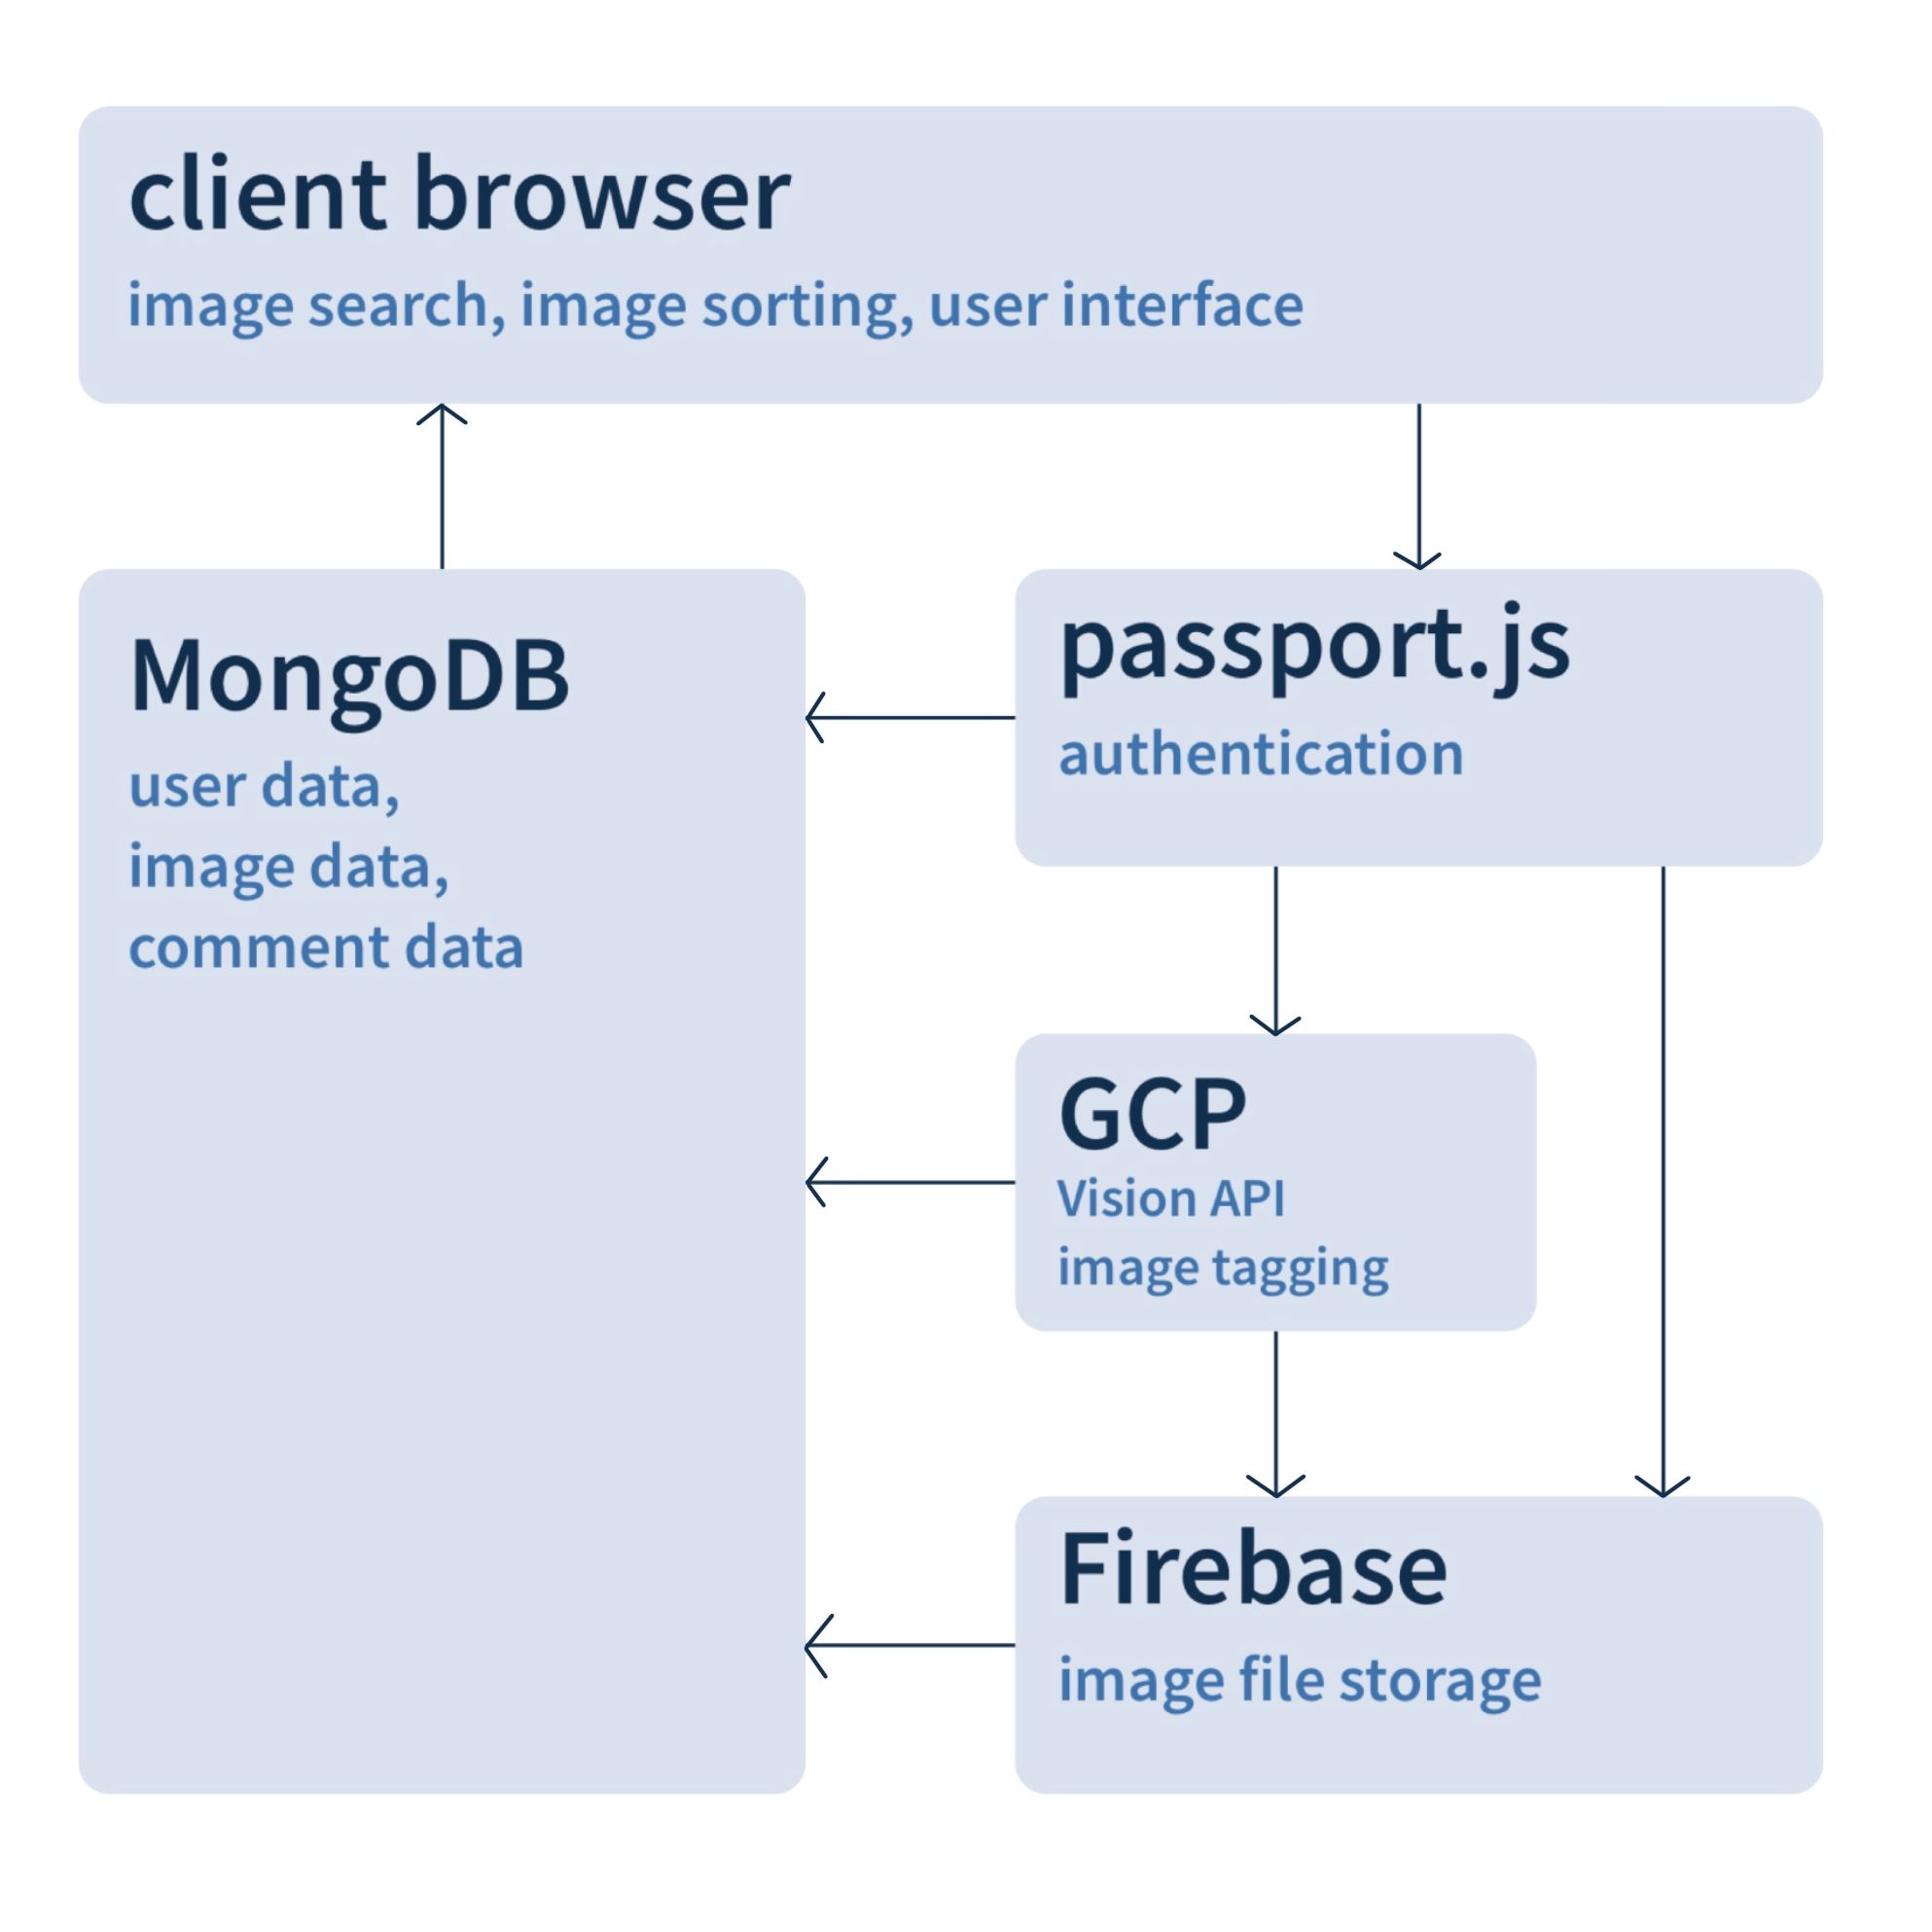 client browser
image search, image sorting, user interface
MongoDB
user data,
image data,
comment data
passport.js
authentication
GCP
Vision API
image tagging
Firebase
image file storage